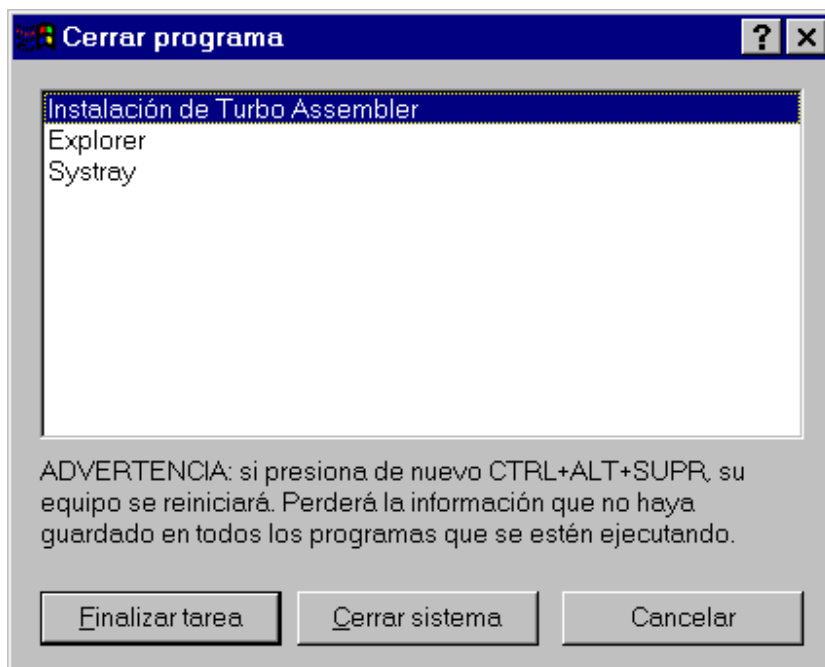 Cerrar programa
Instalación de Turbo Assembler
Explorer
Systray
ADVERTENCIA: si presiona de nuevo CTRL+ALT+SUPR, su
equipo se reiniciará. Perderá la información que no haya
guardado en todos los programas que se estén ejecutando.
Finalizar tarea
Cerrar sistema
Cancelar